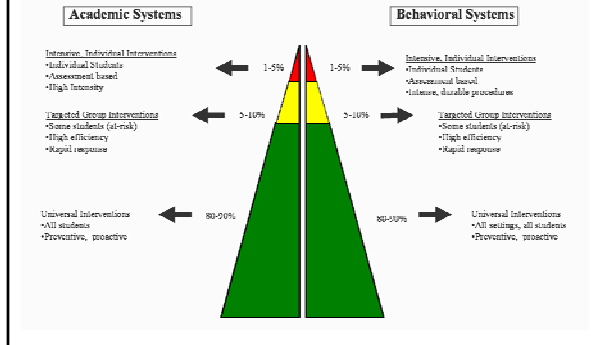 Academic Systems
Behavioral Systems
Intensive, Individual Interventions
•Individual Students
•Assessment based
•High Intensity
1-5%
1-5%
Intensive, Individual Interventions
•Individual Students
•Assessment based
•Intense, durable procedures
Targeted Group Interventions
•Some students (at-risk)
•High efficiency
•Rapid response
5-10%
5-10%
Targeted Group Interventions
•Some students (at-risk)
•High efficiency
•Rapid response
Universal Interventions
•All students
•Preventive, proactive
80-90%
80-90%
Universal Interventions
•All settings, all students
•Preventive, proactive